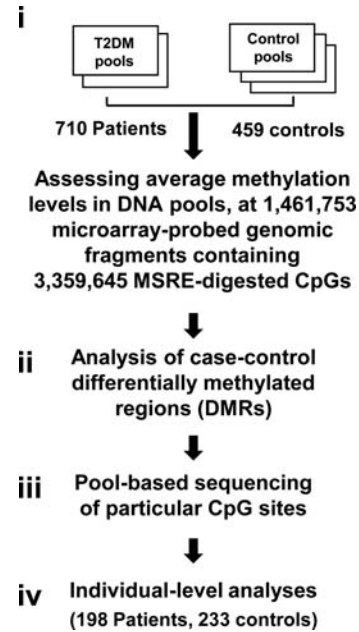 i
T2DM
pools
Control
pools
710 Patients
459 controls
Assessing average methylation
levels in DNA pools, at 1,461,753
microarray-probed genomic
fragments containing
3,359,645 MSRE-digested CpGs
ii
Analysis of case-control
differentially methylated
regions (DMRs)
iii
Pool-based sequencing
of particular CpG sites
iv
Individual-level analyses
(198 Patients, 233 controls)